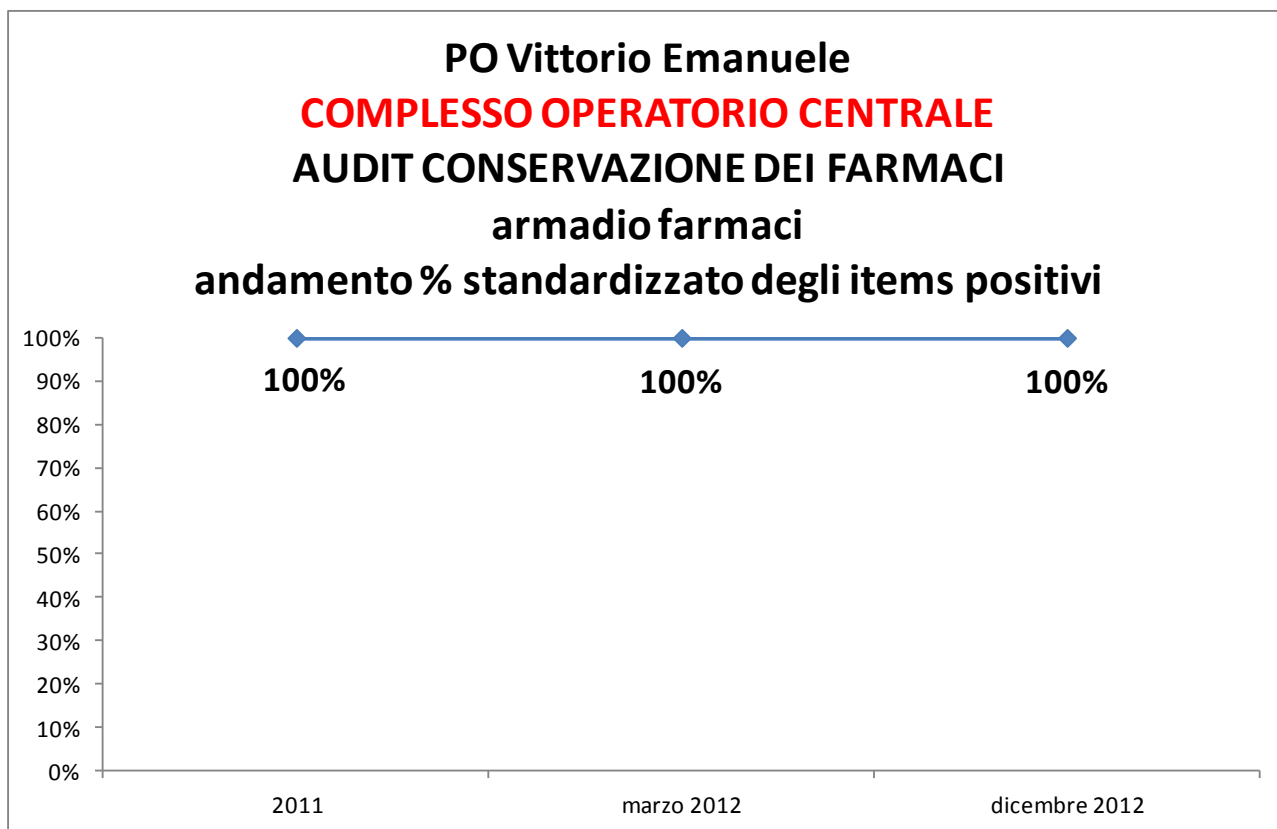 PO Vittorio Emanuele
COMPLESSO OPERATORIO CENTRALE
AUDIT CONSERVAZIONE DEI FARMACI
armadio farmaci
andamento % standardizzato degli items positivi
100%
90%
80%
70%
60%
50%
40%
30%
20%
10%
0%
100%
100%
100%
2011
marzo 2012
dicembre 2012